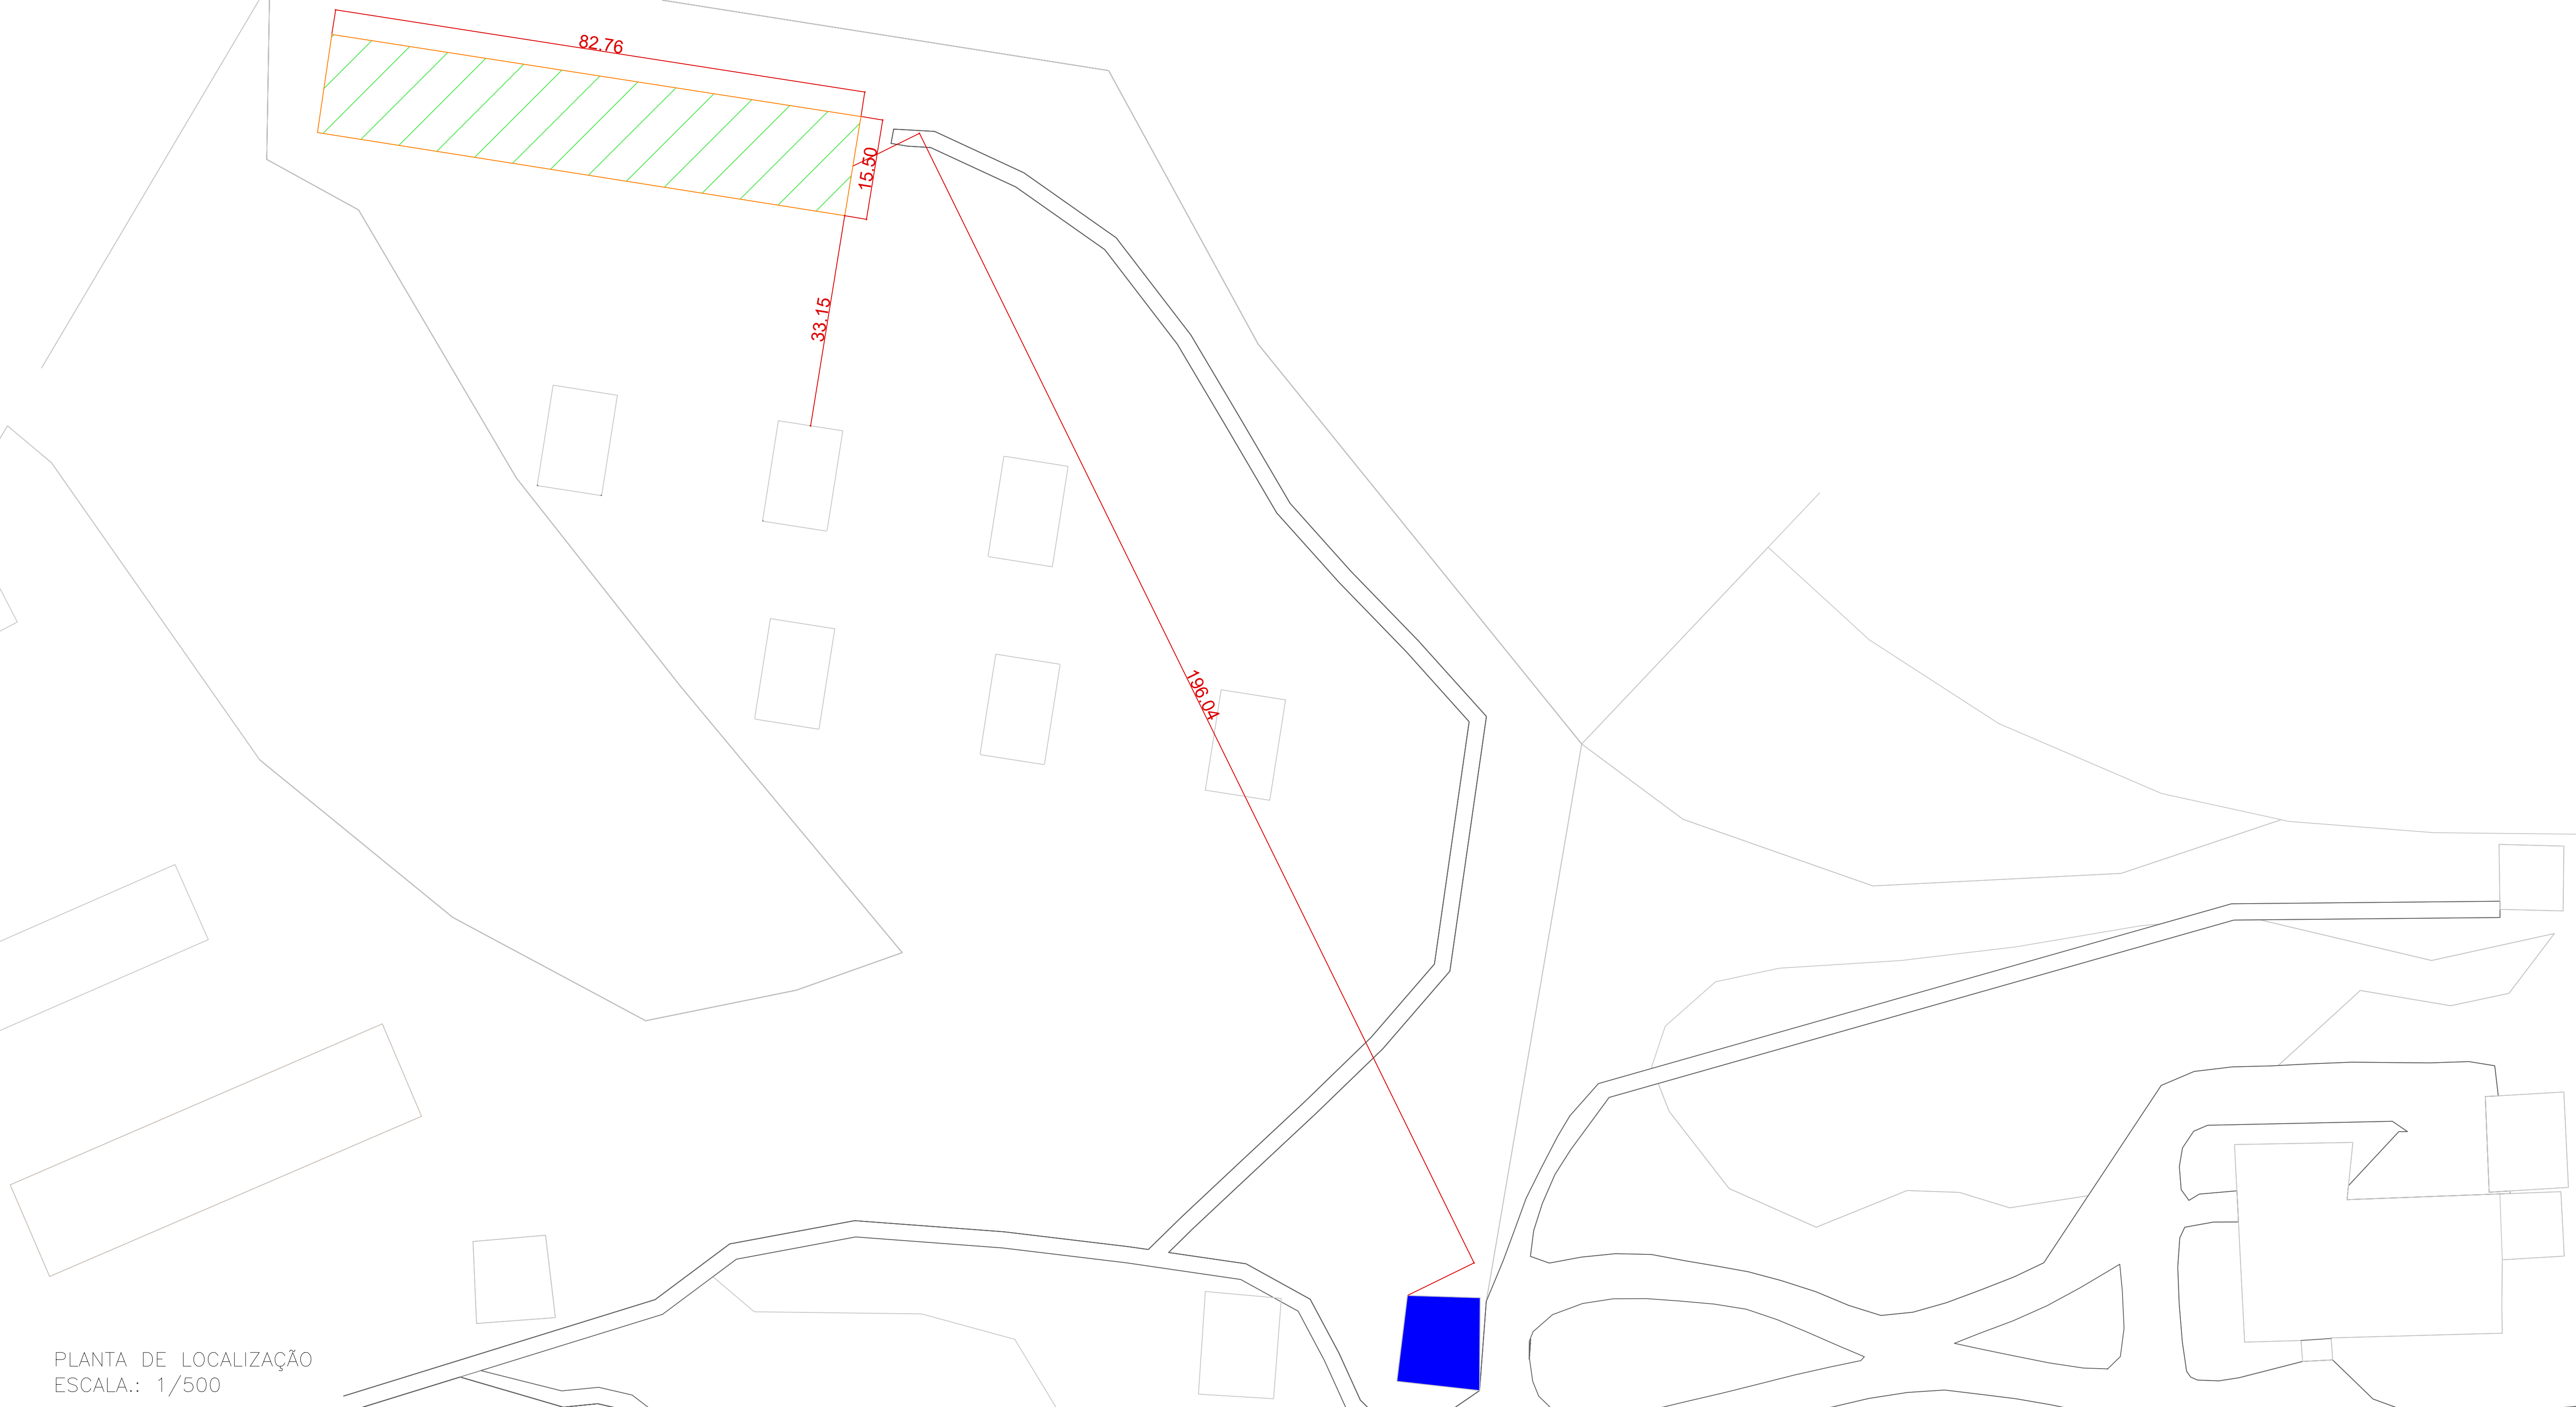 82.76
15.50
33.15
196.04
PLANTA DE LOCALIZAÇÃO
ESCALA.: 1/500